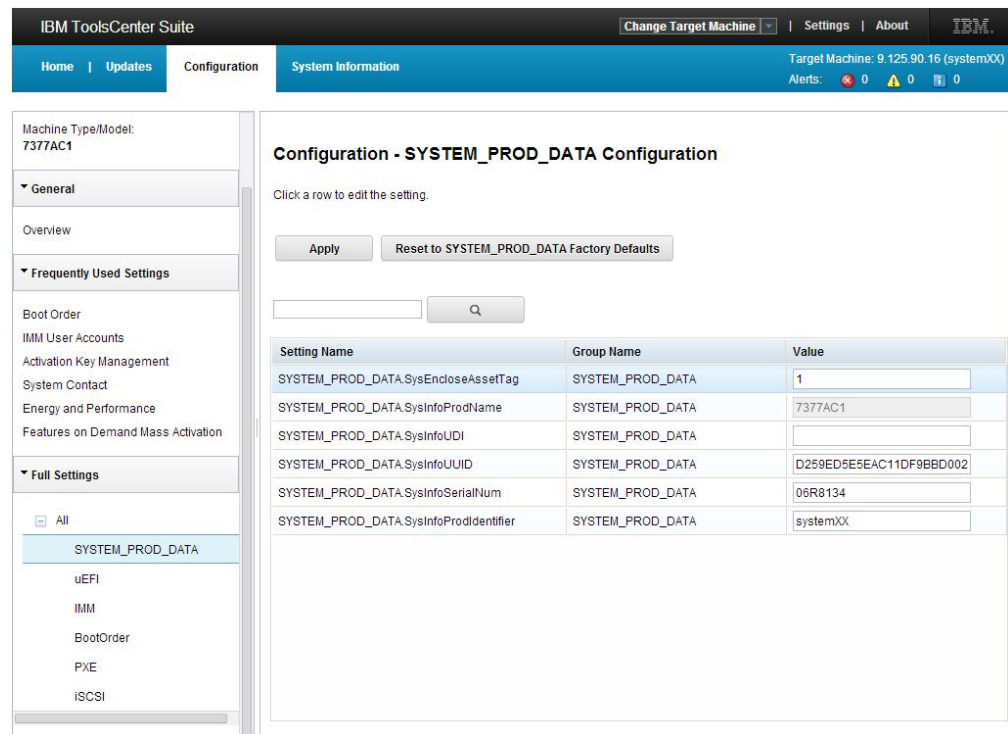 IBM ToolsCenter Suite
Change Target Machine | Settings | About IBM.
Home | Updates Configuration System Information
Target Machine: 9.125.90.16 (systemXX)
Alerts: 0 0 0
Machine Type/Model:
7377AC1
General
Overview
Frequently Used Settings
Boot Order
IMM User Accounts
Activation Key Management
System Contact
Energy and Performance
Features on Demand Mass Activation
Full Settings
All
SYSTEM_PROD_DATA
uEFI
IMM
BootOrder
PXE
iSCSI
Configuration - SYSTEM_PROD_DATA Configuration
Click a row to edit the setting.
Apply Reset to SYSTEM_PROD_DATA Factory Defaults
Setting Name Group Name Value
SYSTEM_PROD_DATA.SysEncloseAssetTag SYSTEM_PROD_DATA 1
SYSTEM_PROD_DATA.SysInfoProdName SYSTEM_PROD_DATA 7377AC1
SYSTEM_PROD_DATA.SysInfoUDI SYSTEM_PROD_DATA
SYSTEM_PROD_DATA.SysInfoUUID SYSTEM_PROD_DATA D259ED5E5EAC11DF9BBD002
SYSTEM_PROD_DATA.SysInfoSerialNum SYSTEM_PROD_DATA 06R8134
SYSTEM_PROD_DATA.SysInfoProdIdentifier SYSTEM_PROD_DATA systemXX